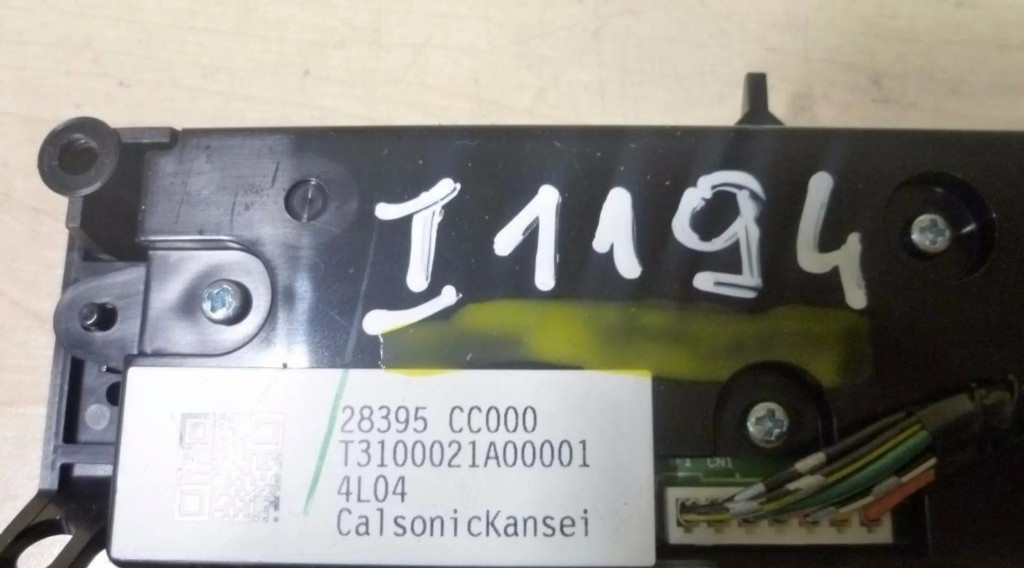 I1194
28395 CC000
T3100021A00001
4L04
CalsonicKansei
CN1